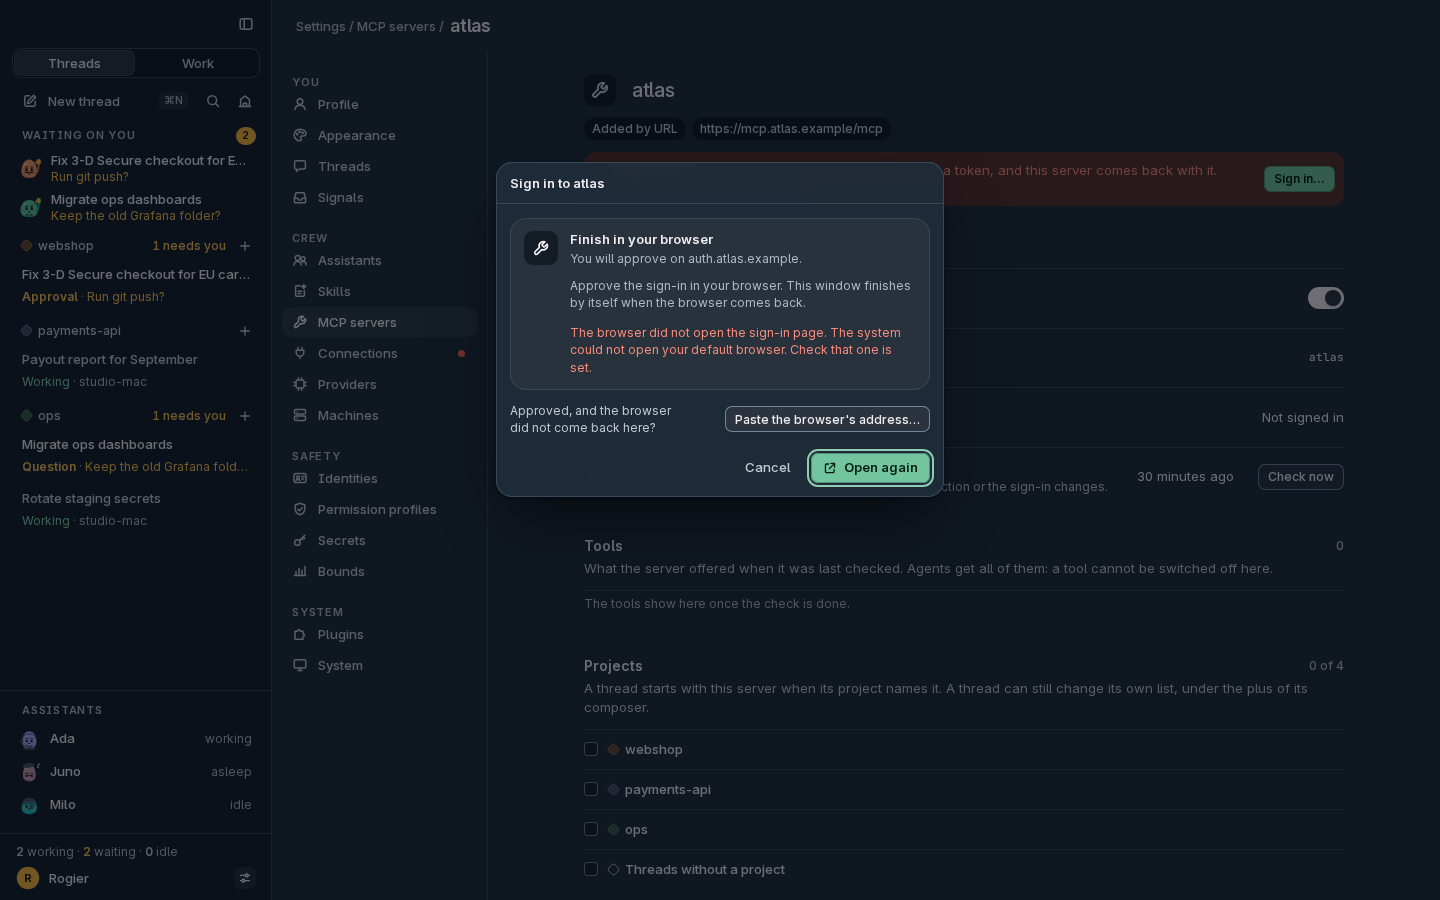 Threads
Work
New thread
⌘N
WAITING ON YOU
2
Fix 3-D Secure checkout for E…
Run git push?
Migrate ops dashboards
Keep the old Grafana folder?
webshop
1 needs you
Fix 3-D Secure checkout for EU car…
Approval · Run git push?
payments-api
Payout report for September
Working · studio-mac
ops
1 needs you
Migrate ops dashboards
Question · Keep the old Grafana fold…
Rotate staging secrets
Working · studio-mac
ASSISTANTS
Ada
working
Juno
asleep
Milo
idle
2 working · 2 waiting · 0 idle
R
Rogier
Settings / MCP servers / atlas
YOU
Profile
Appearance
Threads
Signals
CREW
Assistants
Skills
MCP servers
Connections
Providers
Machines
SAFETY
Identities
Permission profiles
Secrets
Bounds
SYSTEM
Plugins
System
atlas
Added by URL
https://mcp.atlas.example/mcp
a token, and this server comes back with it.
Sign in…
Sign in to atlas
Finish in your browser
You will approve on auth.atlas.example.
Approve the sign-in in your browser. This window finishes
by itself when the browser comes back.
The browser did not open the sign-in page. The system
could not open your default browser. Check that one is
set.
Approved, and the browser
did not come back here?
Paste the browser's address…
Cancel
Open again
atlas
Not signed in
ction or the sign-in changes.
30 minutes ago
Check now
Tools
0
What the server offered when it was last checked. Agents get all of them: a tool cannot be switched off here.
The tools show here once the check is done.
Projects
0 of 4
A thread starts with this server when its project names it. A thread can still change its own list, under the plus of its
composer.
webshop
payments-api
ops
Threads without a project